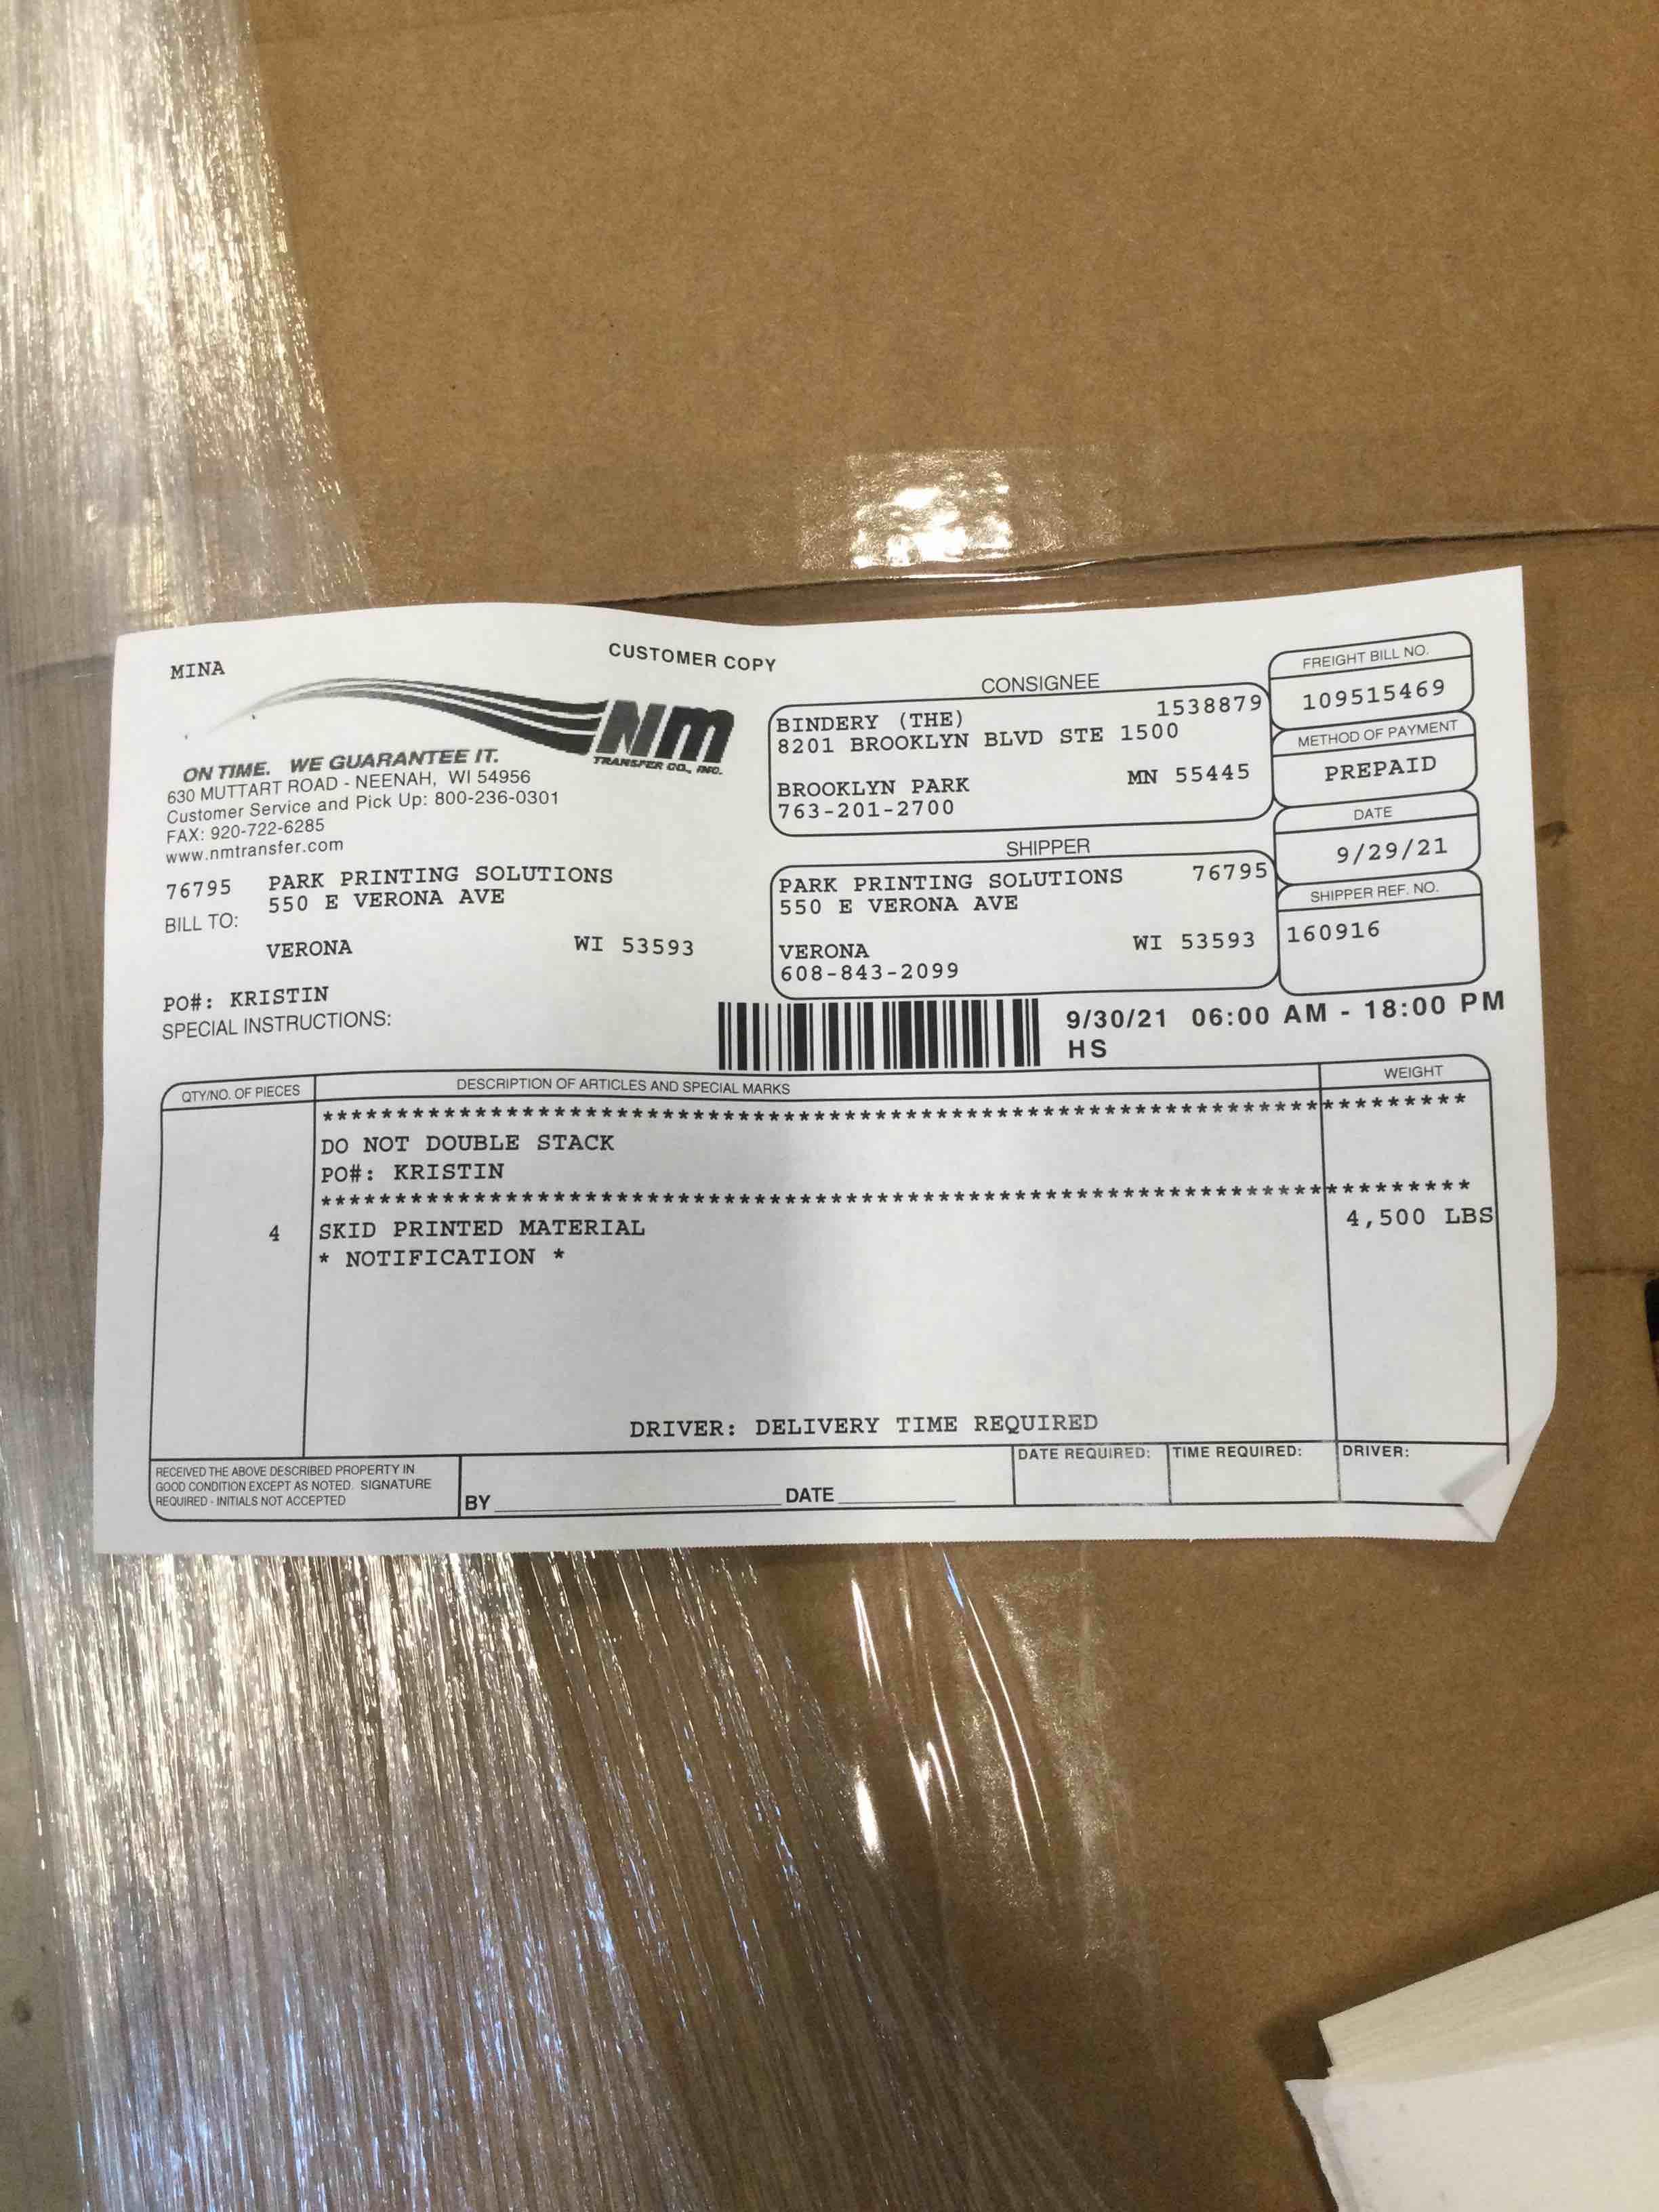 MINA
CUSTOMER COPY
NM
TRANSFER CO., INC.
ON TIME. WE GUARANTEE IT.
630 MUTTART ROAD - NEENAH, WI 54956
Customer Service and Pick Up: 800-236-0301
FAX: 920-722-6285
www.nmtransfer.com
CONSIGNEE
BINDERY (THE) 1538879
8201 BROOKLYN BLVD STE 1500
BROOKLYN PARK MN 55445
763-201-2700
FREIGHT BILL NO.
109515469
METHOD OF PAYMENT
PREPAID
DATE
9/29/21
SHIPPER REF. NO.
160916
76795 PARK PRINTING SOLUTIONS
BILL TO: 550 E VERONA AVE
VERONA WI 53593
SHIPPER
PARK PRINTING SOLUTIONS 76795
550 E VERONA AVE
VERONA WI 53593
608-843-2099
PO#: KRISTIN
SPECIAL INSTRUCTIONS:
9/30/21 06:00 AM - 18:00 PM
HS
QTY/NO. OF PIECES DESCRIPTION OF ARTICLES AND SPECIAL MARKS WEIGHT
*******************************************************************************
DO NOT DOUBLE STACK
PO#: KRISTIN
*******************************************************************************
4 SKID PRINTED MATERIAL 4,500 LBS
* NOTIFICATION *
DRIVER: DELIVERY TIME REQUIRED
RECEIVED THE ABOVE DESCRIBED PROPERTY IN
GOOD CONDITION EXCEPT AS NOTED. SIGNATURE
REQUIRED - INITIALS NOT ACCEPTED
BY DATE
DATE REQUIRED: TIME REQUIRED: DRIVER: